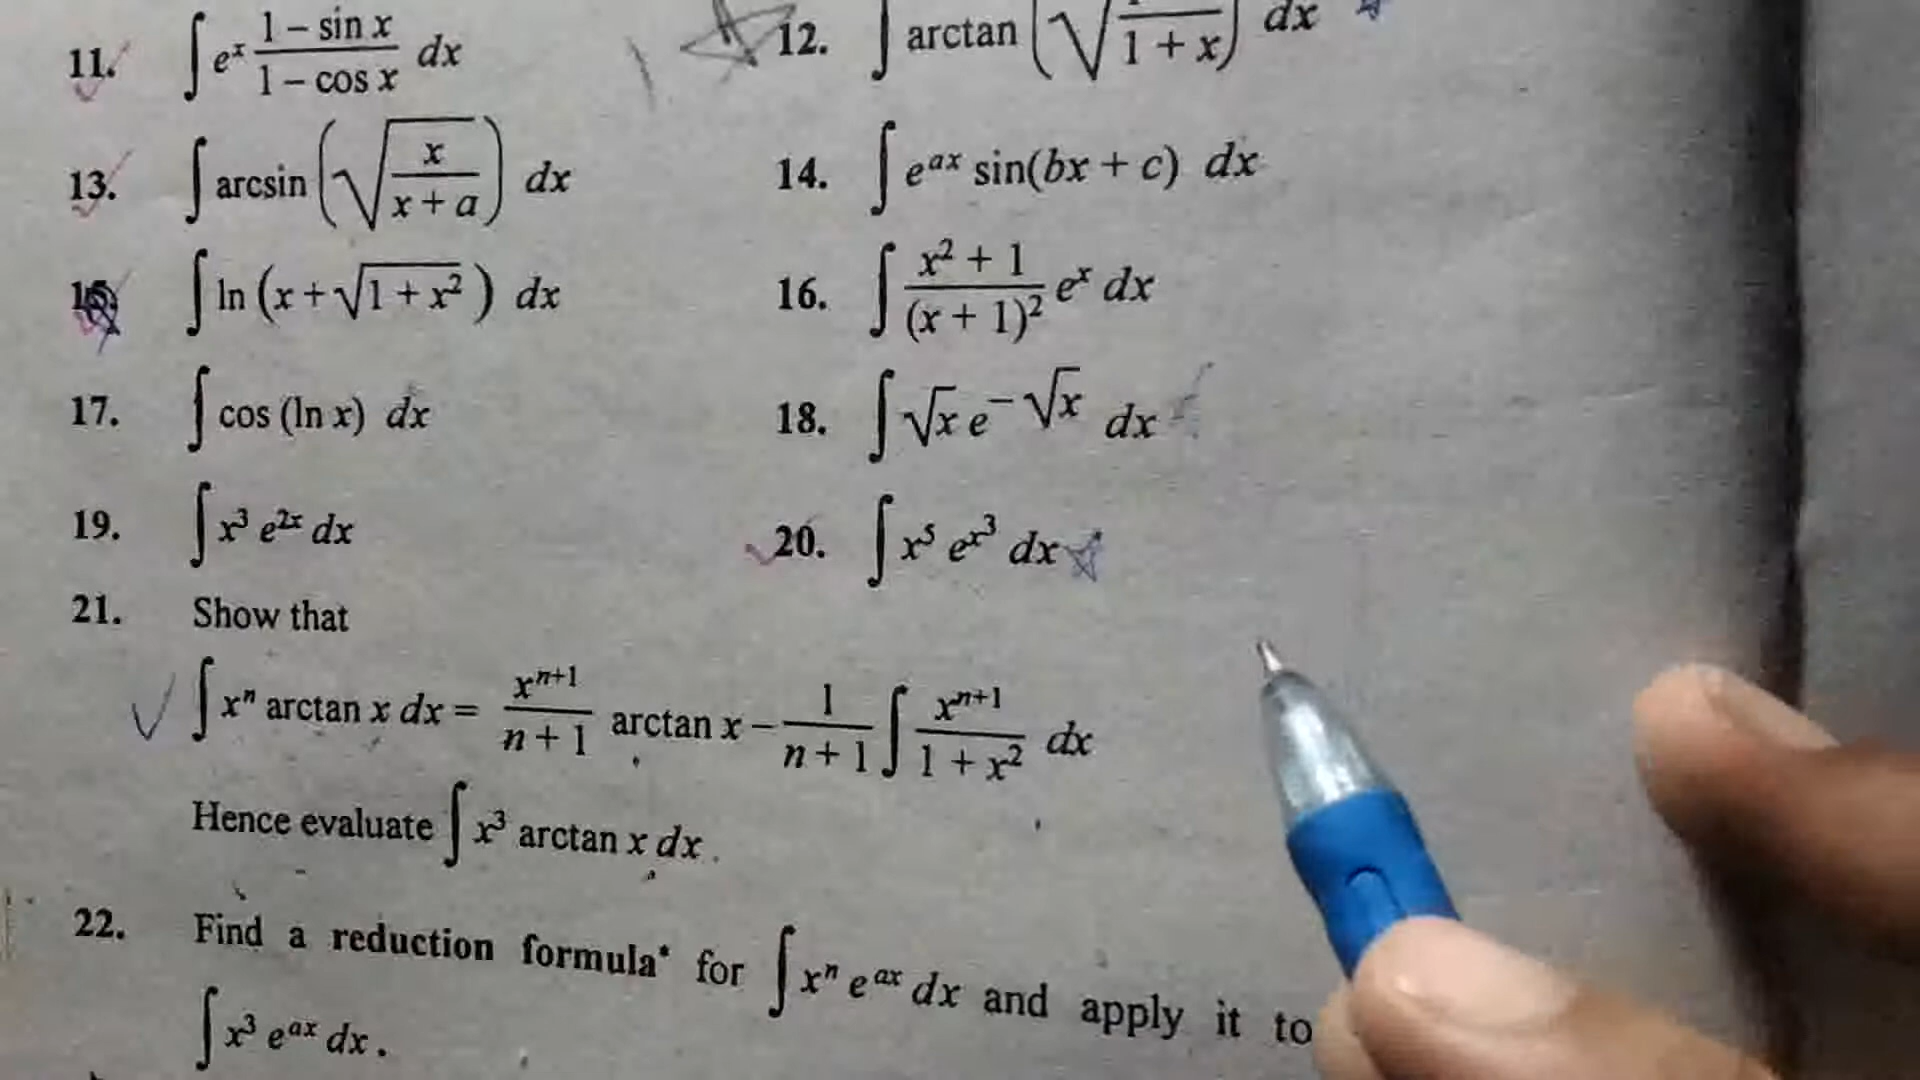 11. ∫ e^x (1 – sin x)/(1 – cos x) dx
12. ∫ arctan (√(/(1 + x))) dx
13. ∫ arcsin (√(x/(x + a))) dx
14. ∫ e^{ax} sin(bx + c) dx
15. ∫ ln (x + √(1 + x²)) dx
16. ∫ (x² + 1)/(x + 1)² e^x dx
17. ∫ cos (ln x) dx
18. ∫ √x e^{–√x} dx
19. ∫ x³ e^{2x} dx
20. ∫ x⁵ e^{x³} dx
21. Show that
∫ xⁿ arctan x dx = x^{n+1}/(n + 1) arctan x – 1/(n + 1) ∫ x^{n+1}/(1 + x²) dx
Hence evaluate ∫ x³ arctan x dx .
22. Find a reduction formula* for ∫ xⁿ e^{ax} dx and apply it to
∫ x³ e^{ax} dx .